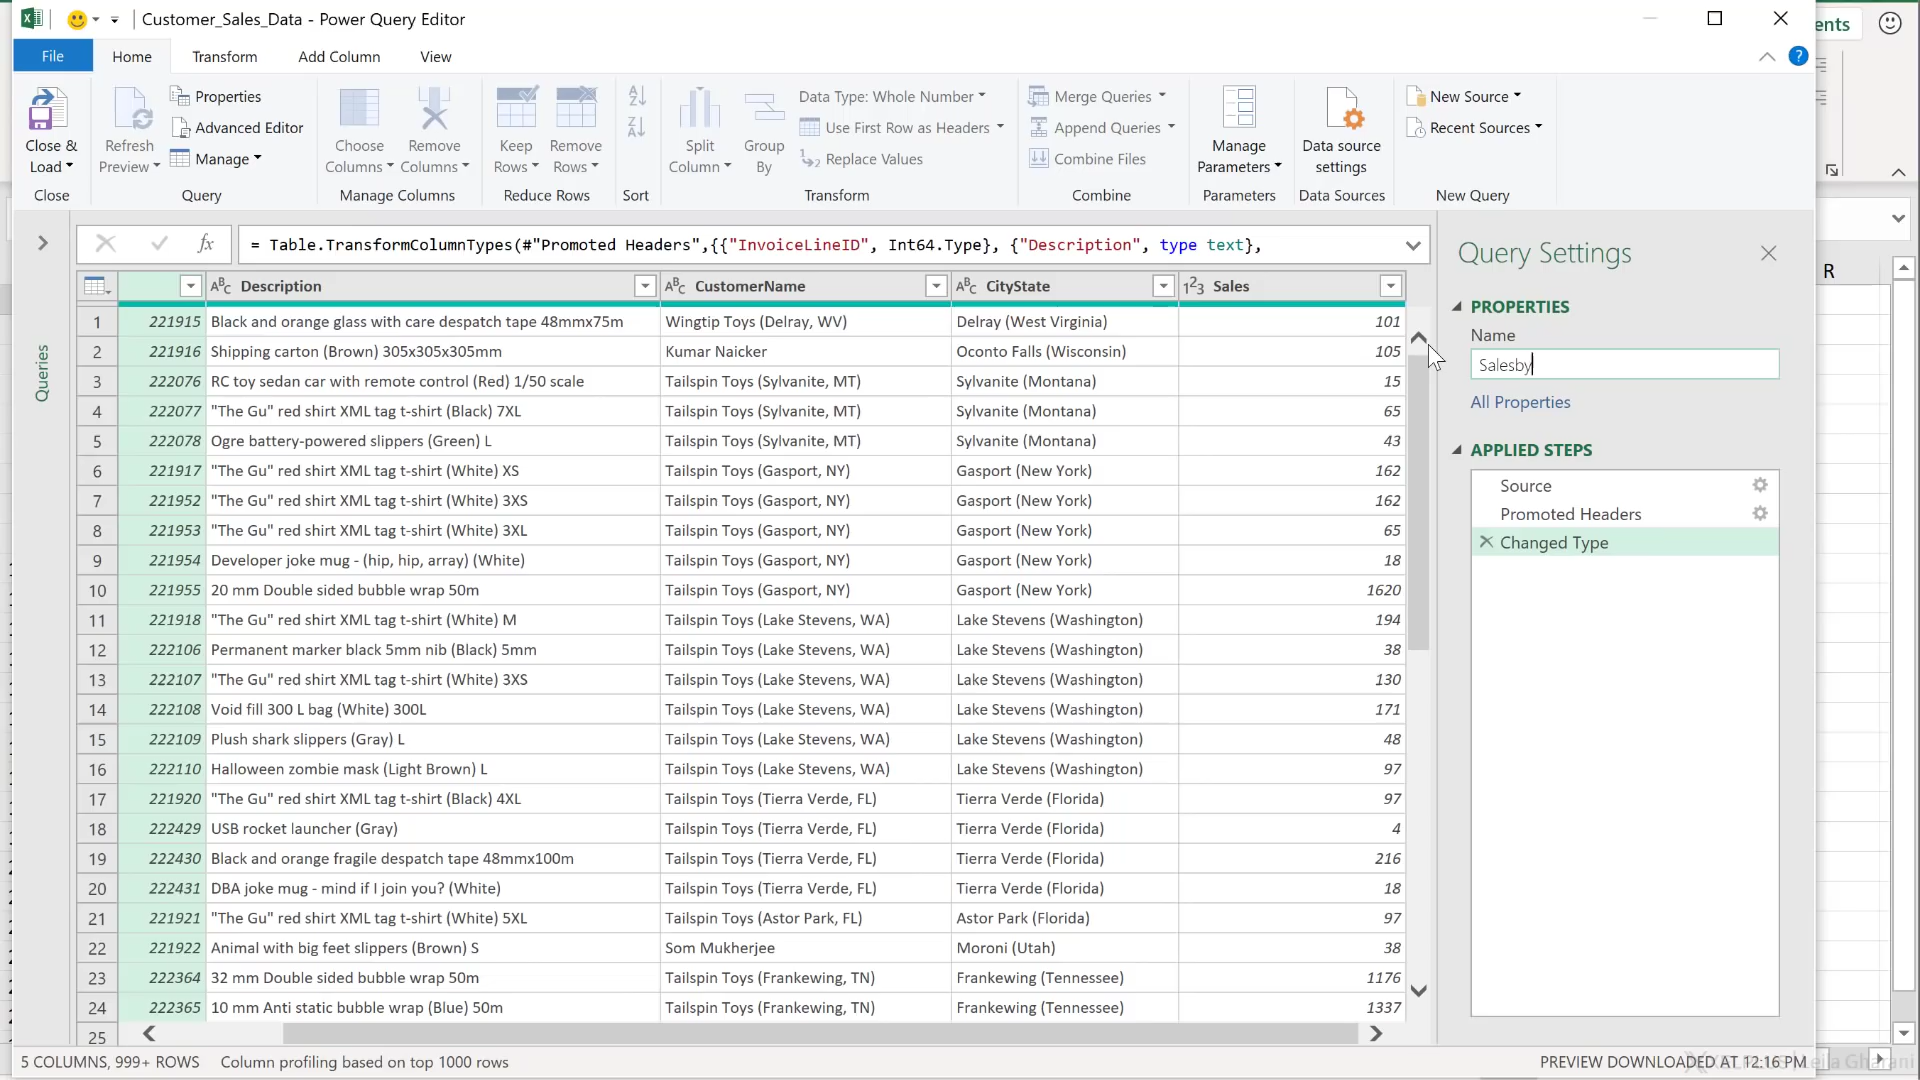 Customer_Sales_Data - Power Query Editor
ents
File Home Transform Add Column View ?
Close & Load
Close
Refresh Preview
Properties
Advanced Editor
Manage
Query
Choose Columns
Remove Columns
Manage Columns
Keep Rows
Remove Rows
Reduce Rows
Sort
Split Column
Group By
Data Type: Whole Number
Use First Row as Headers
Replace Values
Transform
Merge Queries
Append Queries
Combine Files
Combine
Manage Parameters
Parameters
Data source settings
Data Sources
New Source
Recent Sources
New Query
Queries
fx = Table.TransformColumnTypes(#"Promoted Headers",{{"InvoiceLineID", Int64.Type}, {"Description", type text},
ABC Description ABC CustomerName ABC CityState 123 Sales
1 221915 Black and orange glass with care despatch tape 48mmx75m Wingtip Toys (Delray, WV) Delray (West Virginia) 101
2 221916 Shipping carton (Brown) 305x305x305mm Kumar Naicker Oconto Falls (Wisconsin) 105
3 222076 RC toy sedan car with remote control (Red) 1/50 scale Tailspin Toys (Sylvanite, MT) Sylvanite (Montana) 15
4 222077 "The Gu" red shirt XML tag t-shirt (Black) 7XL Tailspin Toys (Sylvanite, MT) Sylvanite (Montana) 65
5 222078 Ogre battery-powered slippers (Green) L Tailspin Toys (Sylvanite, MT) Sylvanite (Montana) 43
6 221917 "The Gu" red shirt XML tag t-shirt (White) XS Tailspin Toys (Gasport, NY) Gasport (New York) 162
7 221952 "The Gu" red shirt XML tag t-shirt (White) 3XS Tailspin Toys (Gasport, NY) Gasport (New York) 162
8 221953 "The Gu" red shirt XML tag t-shirt (White) 3XL Tailspin Toys (Gasport, NY) Gasport (New York) 65
9 221954 Developer joke mug - (hip, hip, array) (White) Tailspin Toys (Gasport, NY) Gasport (New York) 18
10 221955 20 mm Double sided bubble wrap 50m Tailspin Toys (Gasport, NY) Gasport (New York) 1620
11 221918 "The Gu" red shirt XML tag t-shirt (White) M Tailspin Toys (Lake Stevens, WA) Lake Stevens (Washington) 194
12 222106 Permanent marker black 5mm nib (Black) 5mm Tailspin Toys (Lake Stevens, WA) Lake Stevens (Washington) 38
13 222107 "The Gu" red shirt XML tag t-shirt (White) 3XS Tailspin Toys (Lake Stevens, WA) Lake Stevens (Washington) 130
14 222108 Void fill 300 L bag (White) 300L Tailspin Toys (Lake Stevens, WA) Lake Stevens (Washington) 171
15 222109 Plush shark slippers (Gray) L Tailspin Toys (Lake Stevens, WA) Lake Stevens (Washington) 48
16 222110 Halloween zombie mask (Light Brown) L Tailspin Toys (Lake Stevens, WA) Lake Stevens (Washington) 97
17 221920 "The Gu" red shirt XML tag t-shirt (Black) 4XL Tailspin Toys (Tierra Verde, FL) Tierra Verde (Florida) 97
18 222429 USB rocket launcher (Gray) Tailspin Toys (Tierra Verde, FL) Tierra Verde (Florida) 4
19 222430 Black and orange fragile despatch tape 48mmx100m Tailspin Toys (Tierra Verde, FL) Tierra Verde (Florida) 216
20 222431 DBA joke mug - mind if I join you? (White) Tailspin Toys (Tierra Verde, FL) Tierra Verde (Florida) 18
21 221921 "The Gu" red shirt XML tag t-shirt (White) 5XL Tailspin Toys (Astor Park, FL) Astor Park (Florida) 97
22 221922 Animal with big feet slippers (Brown) S Som Mukherjee Moroni (Utah) 38
23 222364 32 mm Double sided bubble wrap 50m Tailspin Toys (Frankewing, TN) Frankewing (Tennessee) 1176
24 222365 10 mm Anti static bubble wrap (Blue) 50m Tailspin Toys (Frankewing, TN) Frankewing (Tennessee) 1337
25
Query Settings
PROPERTIES
Name
Salesby
All Properties
APPLIED STEPS
Source
Promoted Headers
Changed Type
R
5 COLUMNS, 999+ ROWS Column profiling based on top 1000 rows
PREVIEW DOWNLOADED AT 12:16 PM
Leila Gharani